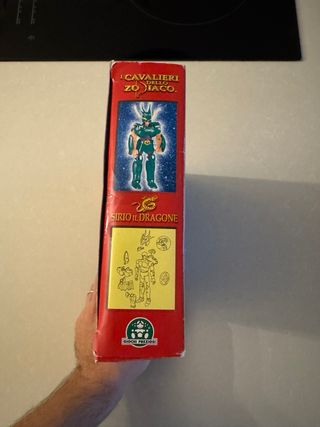 I CAVALIERI
DELLO
ZODIACO.
SIRIO IL DRAGONE
GIOCHI PREZIOSI